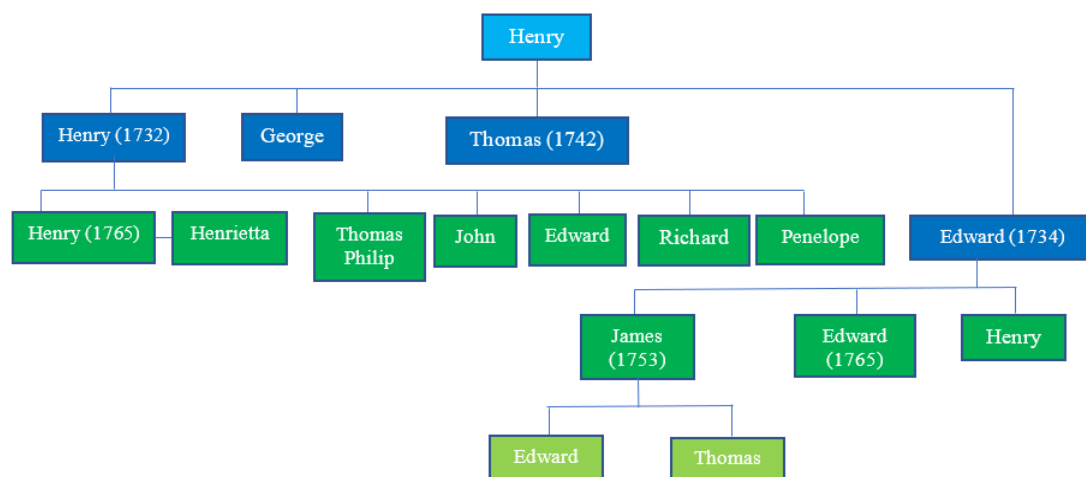 Henry
Henry (1732)
George
Thomas (1742)
Henry (1765)
Henrietta
Thomas
Philip
John
Edward
Richard
Penelope
Edward (1734)
James
(1753)
Edward
(1765)
Henry
Edward
Thomas